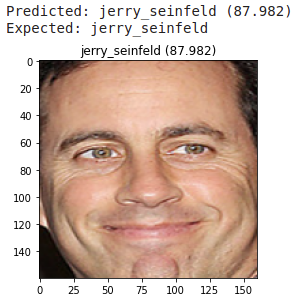 Predicted: jerry_seinfeld (87.982)
Expected: jerry_seinfeld
jerry_seinfeld (87.982)
0
20
40
60
80
100
120
140
0 25 50 75 100 125 150